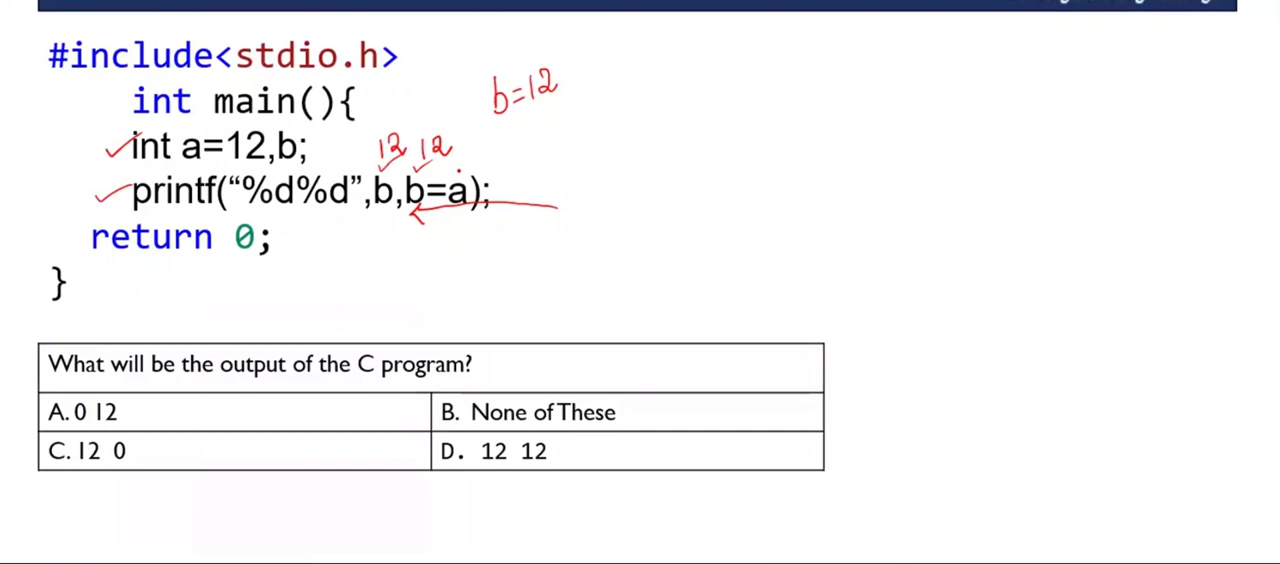 #include<stdio.h>
int main(){
b=12
int a=12,b;
12 12
printf(“%d%d”,b,b=a);
return 0;
}
What will be the output of the C program?
A. 0 12
B. None of These
C. 12 0
D. 12 12